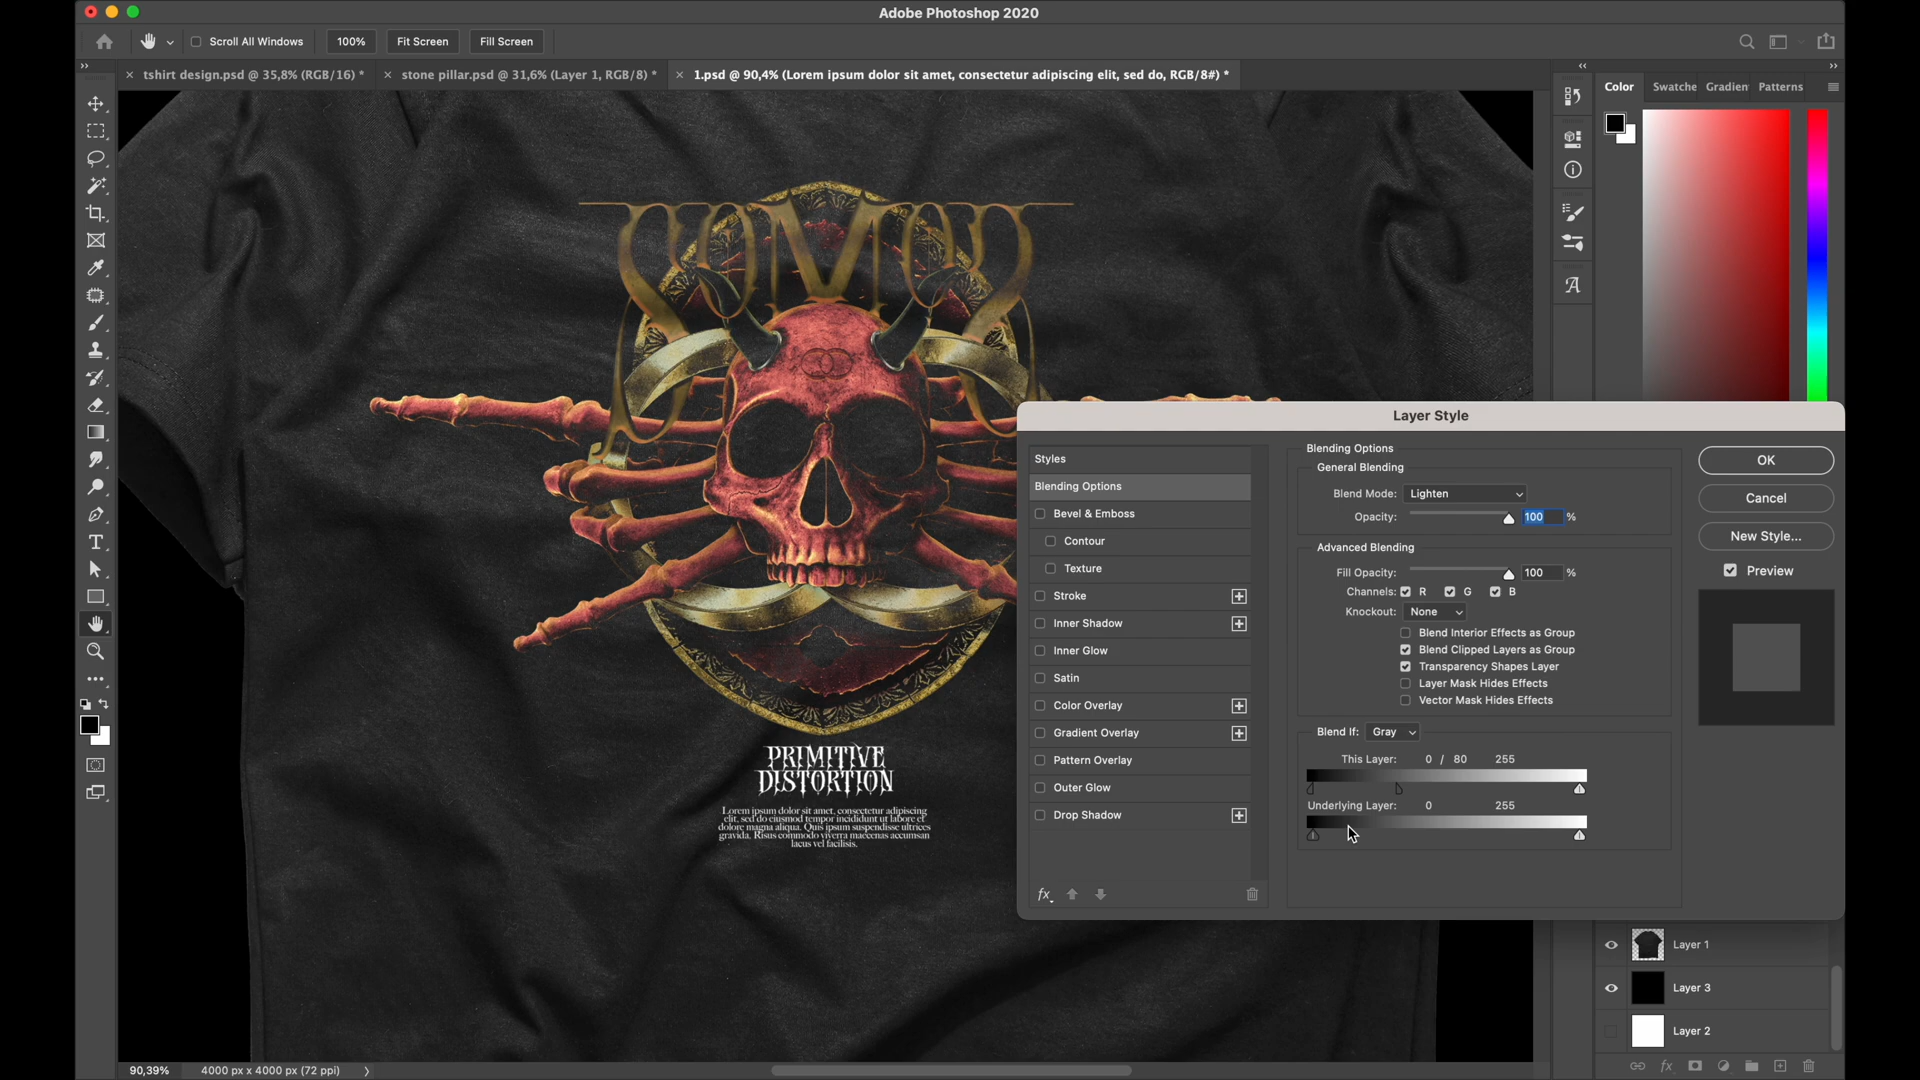 Adobe Photoshop 2020
Scroll All Windows
100%
Fit Screen
Fill Screen
tshirt design.psd @ 35,8% (RGB/16) *
stone pillar.psd @ 31,6% (Layer 1, RGB/8) *
1.psd @ 90,4% (Lorem ipsum dolor sit amet, consectetur adipiscing elit, sed do, RGB/8#) *
Color
Swatche
Gradien
Patterns
PRIMITIVE
DISTORTION
Lorem ipsum dolor sit amet, consectetur adipiscing
elit, sed do eiusmod tempor incididunt ut labore et
dolore magna aliqua. Quis ipsum suspendisse ultrices
gravida. Risus commodo viverra maecenas accumsan
lacus vel facilisis.
Layer Style
Styles
Blending Options
Bevel & Emboss
Contour
Texture
Stroke
Inner Shadow
Inner Glow
Satin
Color Overlay
Gradient Overlay
Pattern Overlay
Outer Glow
Drop Shadow
fx
Blending Options
General Blending
Blend Mode: Lighten
Opacity: 100 %
Advanced Blending
Fill Opacity: 100 %
Channels: R G B
Knockout: None
Blend Interior Effects as Group
Blend Clipped Layers as Group
Transparency Shapes Layer
Layer Mask Hides Effects
Vector Mask Hides Effects
Blend If: Gray
This Layer: 0 / 80 255
Underlying Layer: 0 255
OK
Cancel
New Style...
Preview
Layer 1
Layer 3
Layer 2
fx
90,39%
4000 px x 4000 px (72 ppi)